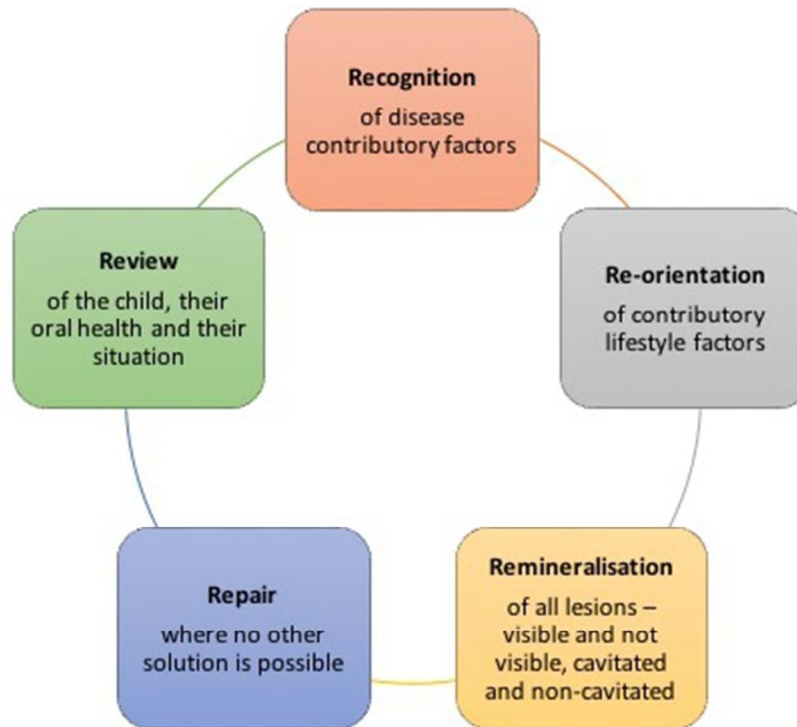 Recognition
of disease
contributory factors
Re-orientation
of contributory
lifestyle factors
Remineralisation
of all lesions –
visible and not
visible, cavitated
and non-cavitated
Repair
where no other
solution is possible
Review
of the child, their
oral health and their
situation